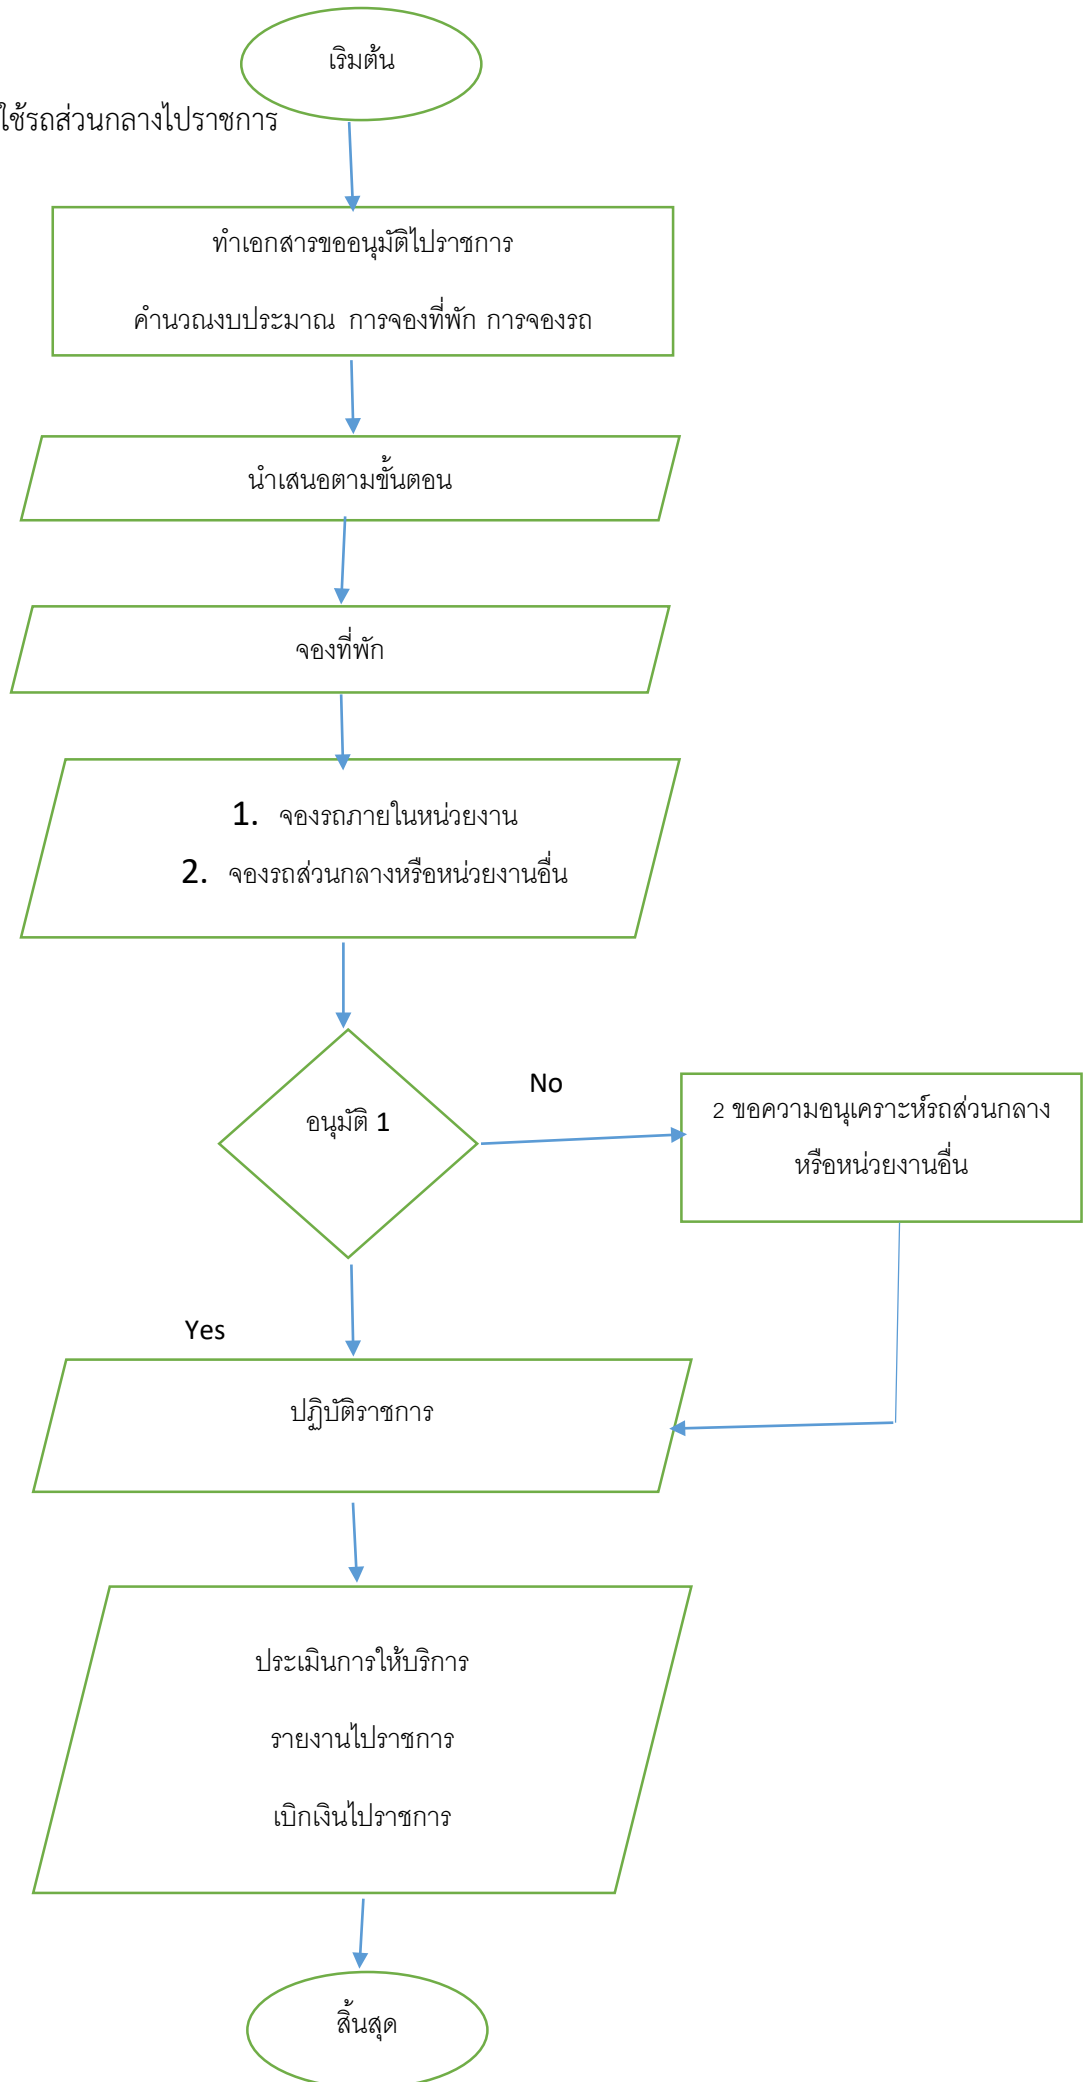 เริ่มต้น
ใช้รถส่วนกลางไปราชการ
ทำเอกสารขออนุมัติไปราชการ
คำนวณงบประมาณ การจองที่พัก การจองรถ
นำเสนอตามขั้นตอน
จองที่พัก
1. จองรถภายในหน่วยงาน
2. จองรถส่วนกลางหรือหน่วยงานอื่น
อนุมัติ 1
No
2 ขอความอนุเคราะห์รถส่วนกลาง
หรือหน่วยงานอื่น
Yes
ปฏิบัติราชการ
ประเมินการให้บริการ
รายงานไปราชการ
เบิกเงินไปราชการ
สิ้นสุด